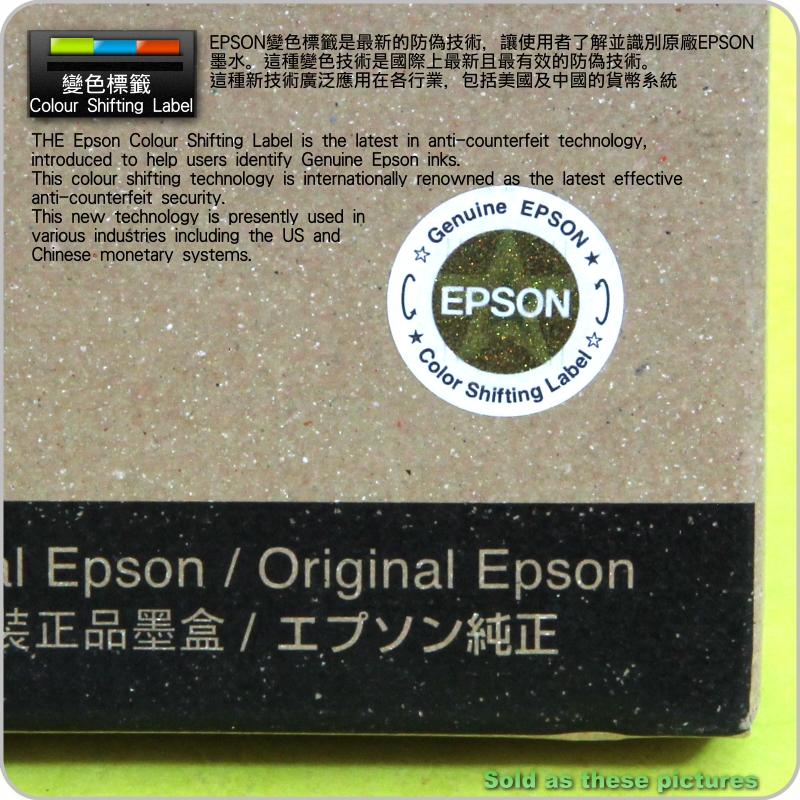 變色標籤
Colour Shifting Label
EPSON變色標籤是最新的防偽技術，讓使用者了解並識別原廠EPSON
墨水。這種變色技術是國際上最新且最有效的防偽技術。
這種新技術廣泛應用在各行業，包括美國及中國的貨幣系統
THE Epson Colour Shifting Label is the latest in anti-counterfeit technology,
introduced to help users identify Genuine Epson inks.
This colour shifting technology is internationally renowned as the latest effective
anti-counterfeit security.
This new technology is presently used in
various industries including the US and
Chinese monetary systems.
☆ Genuine EPSON ★
EPSON
★ Color Shifting Label ☆
al Epson / Original Epson
装正品墨盒 / エプソン純正
Sold as these pictures